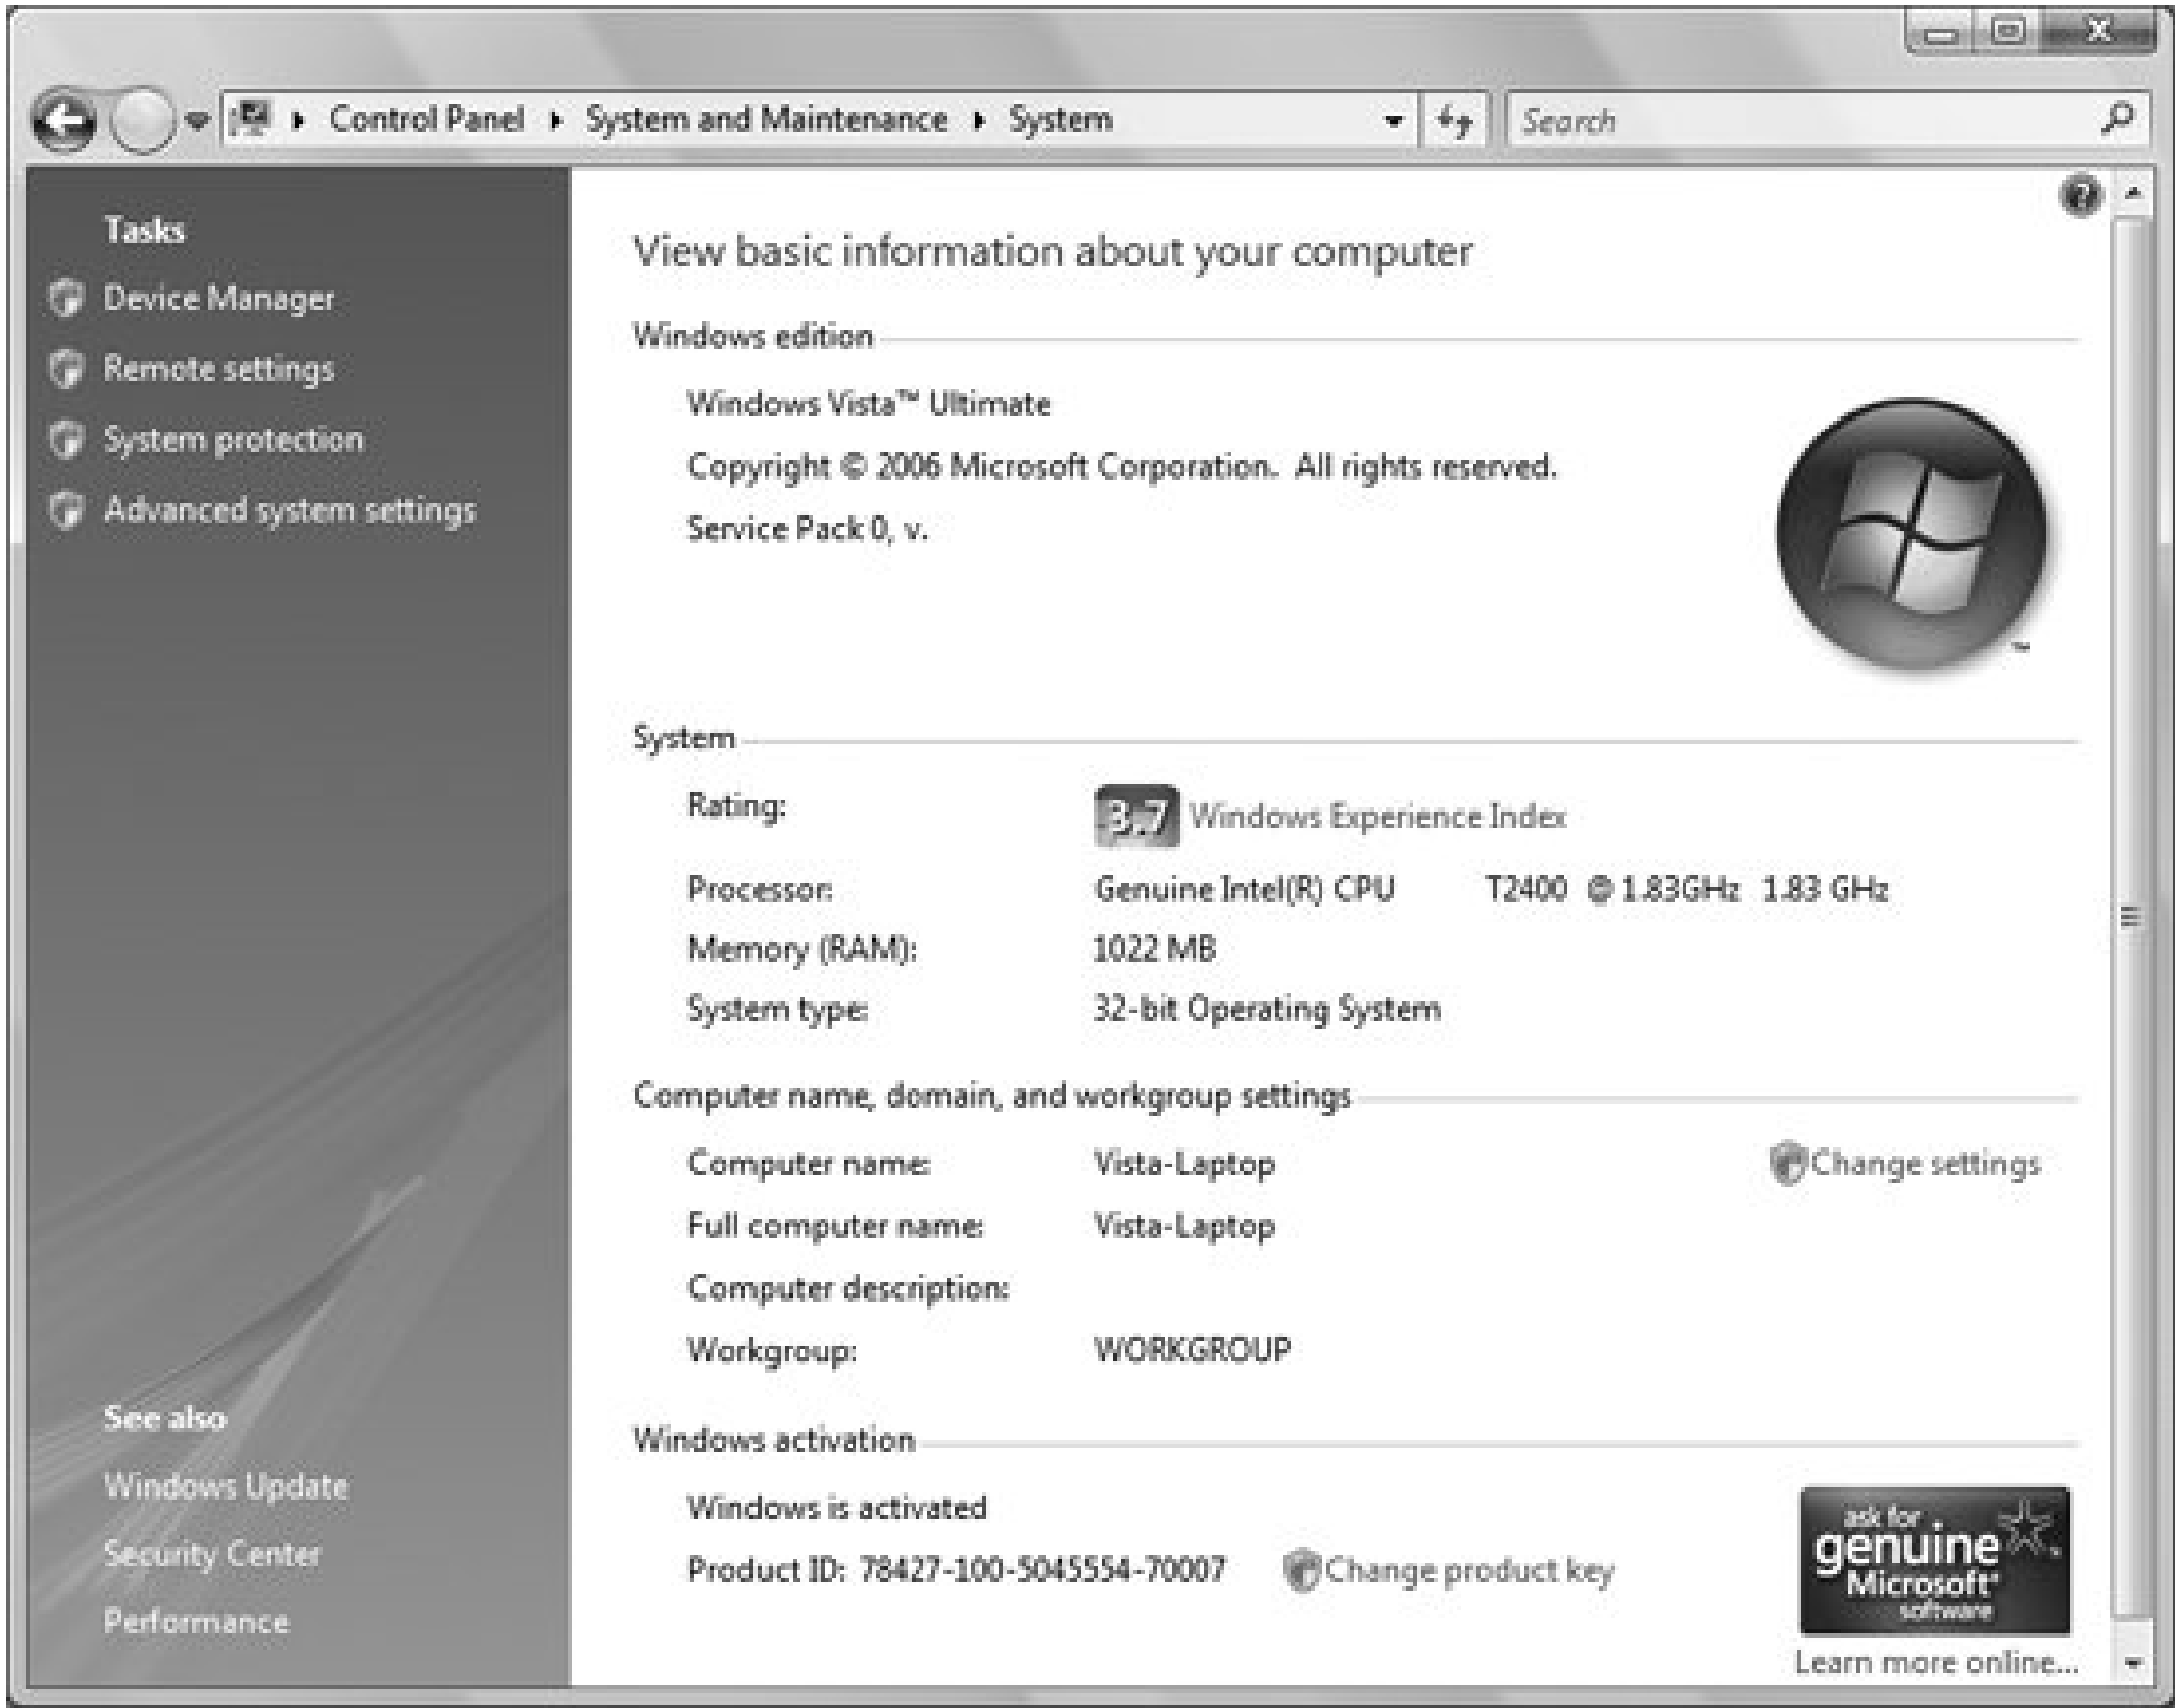 Control Panel System and Maintenance System
Search
Tasks
Device Manager
Remote settings
System protection
Advanced system settings
See also
Windows Update
Security Center
Performance
View basic information about your computer
Windows edition
Windows Vista™ Ultimate
Copyright © 2006 Microsoft Corporation. All rights reserved.
Service Pack 0, v.
System
Rating: 3.7 Windows Experience Index
Processor: Genuine Intel(R) CPU T2400 @ 1.83GHz 1.83 GHz
Memory (RAM): 1022 MB
System type: 32-bit Operating System
Computer name, domain, and workgroup settings
Computer name: Vista-Laptop Change settings
Full computer name: Vista-Laptop
Computer description:
Workgroup: WORKGROUP
Windows activation
Windows is activated
Product ID: 78427-100-5045554-70007 Change product key
ask for
genuine
Microsoft®
software
Learn more online...